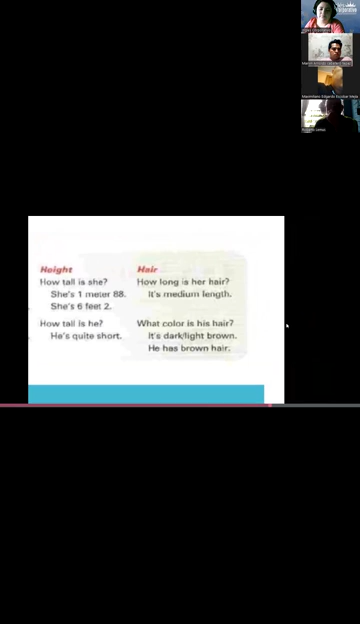 Height
How tall is she?
She's 1 meter 88.
She's 6 feet 2.
How tall is he?
He's quite short.
Hair
How long is her hair?
It's medium length.
What color is his hair?
It's dark/light brown.
He has brown hair.